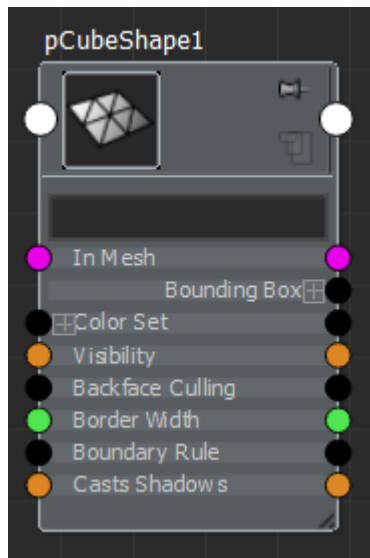 pCubeShape1
In Mesh
Bounding Box
Color Set
Visibility
Backface Culling
Border Width
Boundary Rule
Casts Shadows